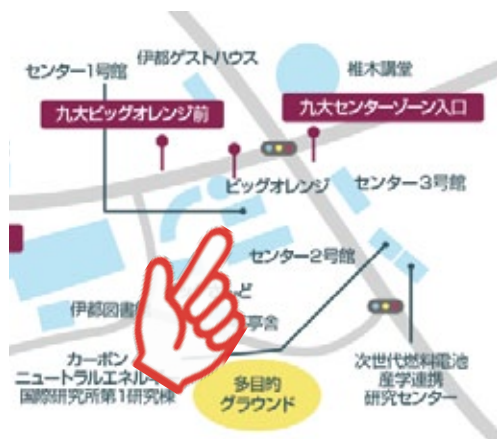 伊都ゲストハウス
センター1号館
椎木講堂
九大ビッグオレンジ前
九大センターゾーン入口
ビッグオレンジ
センター3号館
センター2号館
ど
伊都図書
亭舎
カーボン
ニュートラルエネルギ
国際研究所第1研究棟
多目的
グラウンド
次世代燃料電池
産学連携
研究センター